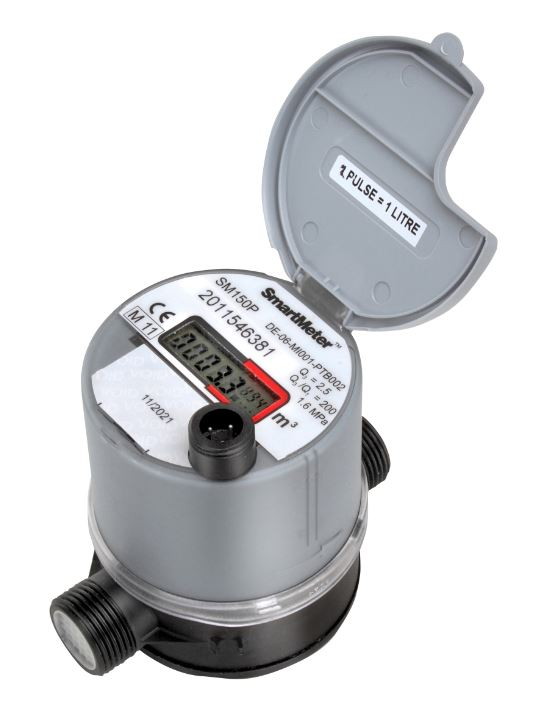 1 PULSE = 1 LITRE
SmartMeter™
SM150P DE-06-MI001-PTB002
2011546381
CE
M 11
Q₃ = 2.5
Q₃/Q₁ = 200
1.6 MPa
m³
11/2021